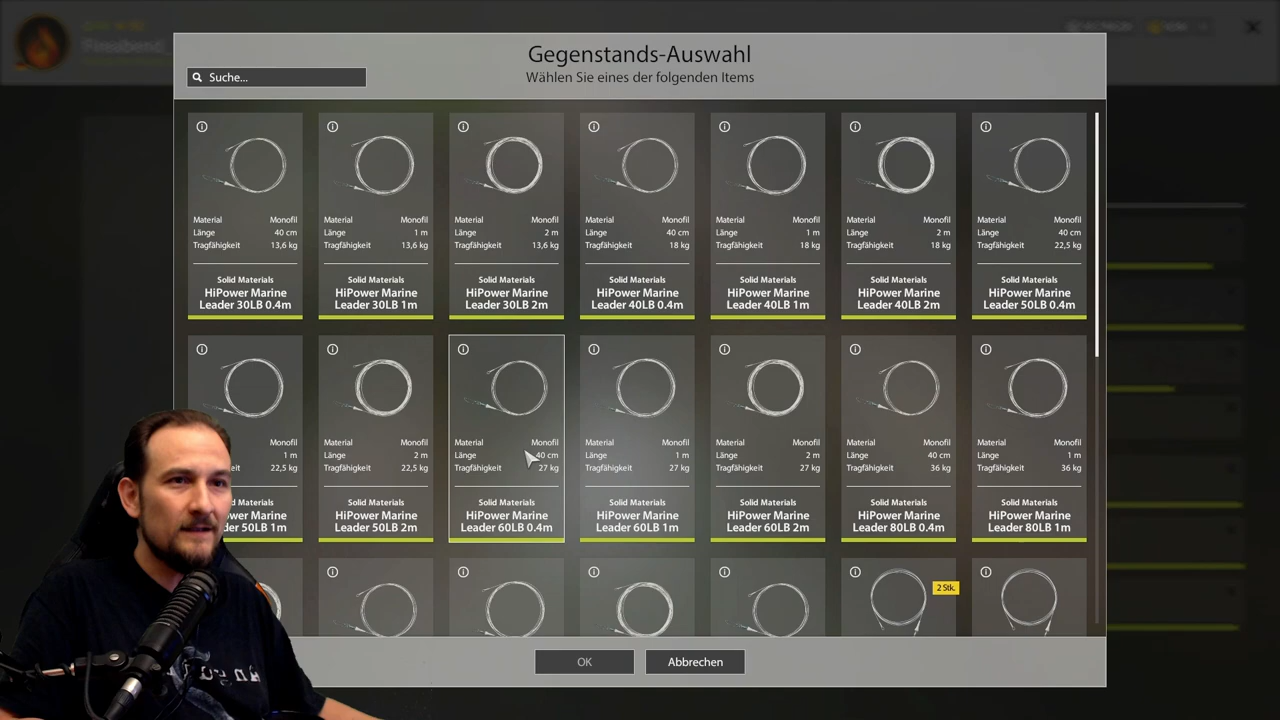 Gegenstands-Auswahl
Wählen Sie eines der folgenden Items
Suche...
Material Monofil
Länge 40 cm
Tragfähigkeit 13,6 kg
Solid Materials
HiPower Marine
Leader 30LB 0.4m
Material Monofil
Länge 1 m
Tragfähigkeit 13,6 kg
Solid Materials
HiPower Marine
Leader 30LB 1m
Material Monofil
Länge 2 m
Tragfähigkeit 13,6 kg
Solid Materials
HiPower Marine
Leader 30LB 2m
Material Monofil
Länge 40 cm
Tragfähigkeit 18 kg
Solid Materials
HiPower Marine
Leader 40LB 0.4m
Material Monofil
Länge 1 m
Tragfähigkeit 18 kg
Solid Materials
HiPower Marine
Leader 40LB 1m
Material Monofil
Länge 2 m
Tragfähigkeit 18 kg
Solid Materials
HiPower Marine
Leader 40LB 2m
Material Monofil
Länge 40 cm
Tragfähigkeit 22,5 kg
Solid Materials
HiPower Marine
Leader 50LB 0.4m
Monofil
1 m
22,5 kg
Materials
Marine
50LB 1m
Material Monofil
Länge 2 m
Tragfähigkeit 22,5 kg
Solid Materials
HiPower Marine
Leader 50LB 2m
Material Monofil
Länge 40 cm
Tragfähigkeit 27 kg
Solid Materials
HiPower Marine
Leader 60LB 0.4m
Material Monofil
Länge 1 m
Tragfähigkeit 27 kg
Solid Materials
HiPower Marine
Leader 60LB 1m
Material Monofil
Länge 2 m
Tragfähigkeit 27 kg
Solid Materials
HiPower Marine
Leader 60LB 2m
Material Monofil
Länge 40 cm
Tragfähigkeit 36 kg
Solid Materials
HiPower Marine
Leader 80LB 0.4m
Material Monofil
Länge 1 m
Tragfähigkeit 36 kg
Solid Materials
HiPower Marine
Leader 80LB 1m
2 Stk.
OK
Abbrechen